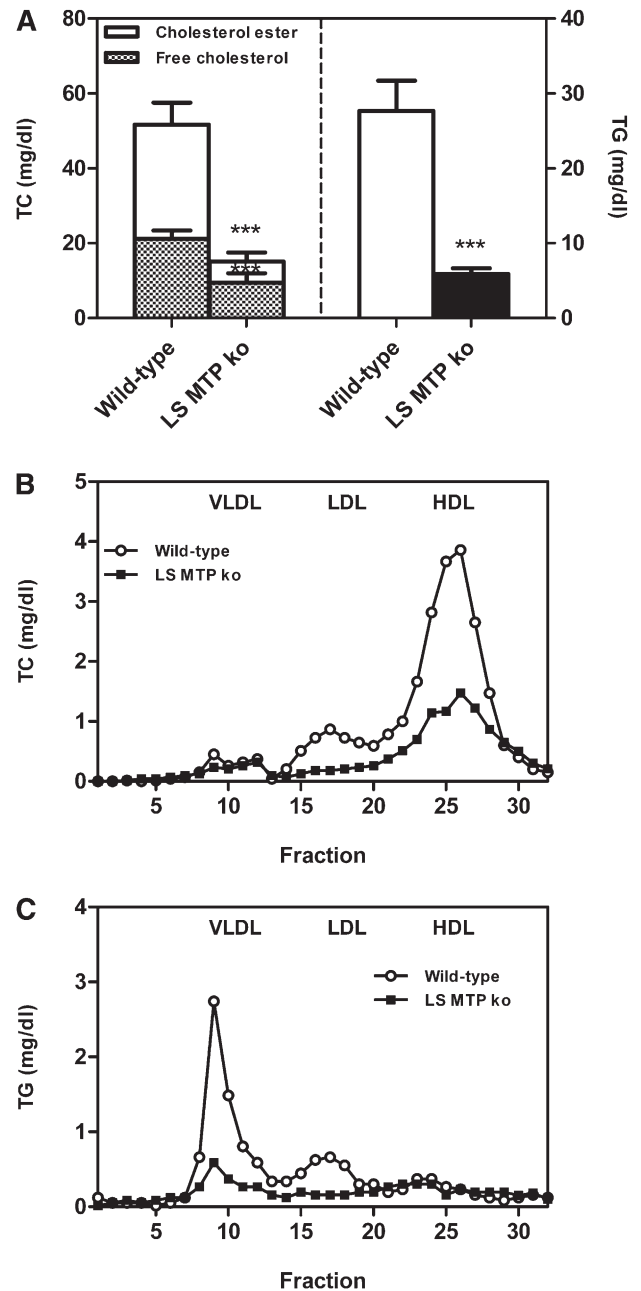 A
80
60
40
20
0
TC (mg/dl)
Cholesterol ester
Free cholesterol
***
***
***
40
30
20
10
0
TG (mg/dl)
Wild-type
LS MTP ko
Wild-type
LS MTP ko
B
5
4
3
2
1
0
TC (mg/dl)
VLDL LDL HDL
Wild-type
LS MTP ko
5 10 15 20 25 30
Fraction
C
4
3
2
1
0
TG (mg/dl)
VLDL LDL HDL
Wild-type
LS MTP ko
5 10 15 20 25 30
Fraction